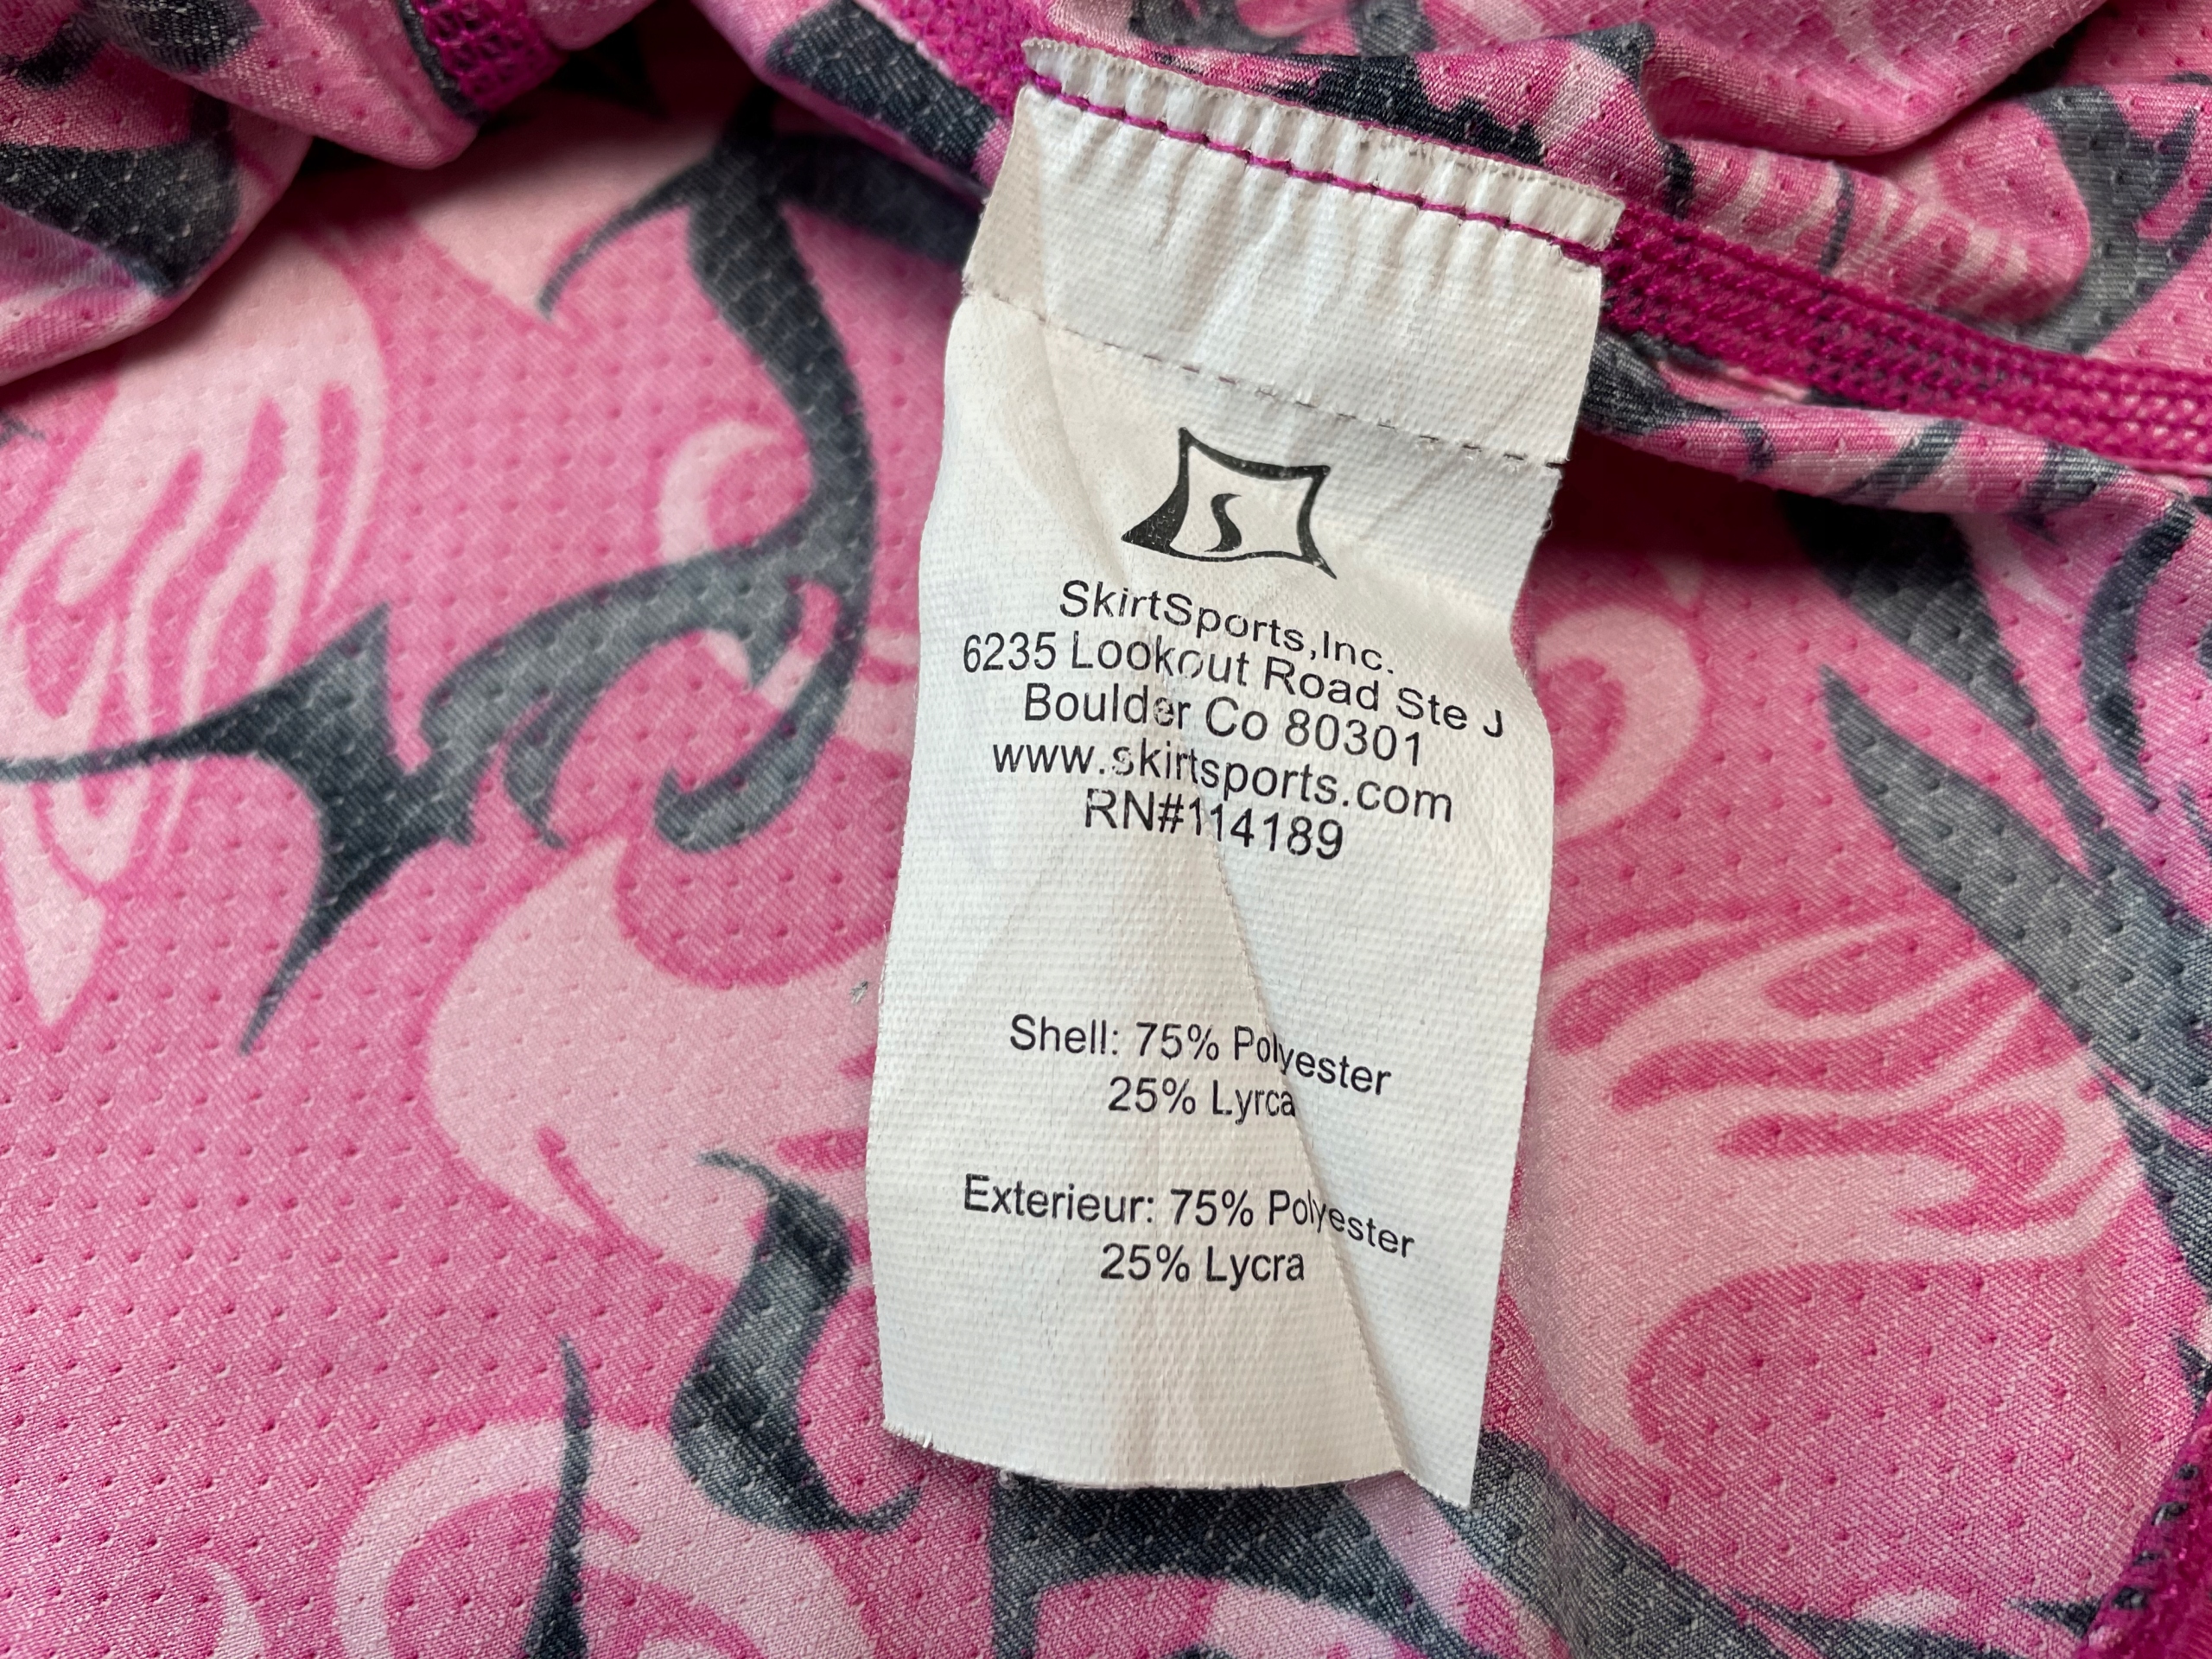 S
SkirtSports,Inc.
6235 Lookout Road Ste J
Boulder Co 80301
www.skirtsports.com
RN#114189
Shell: 75% Polyester
25% Lyrca
Exterieur: 75% Polyester
25% Lycra